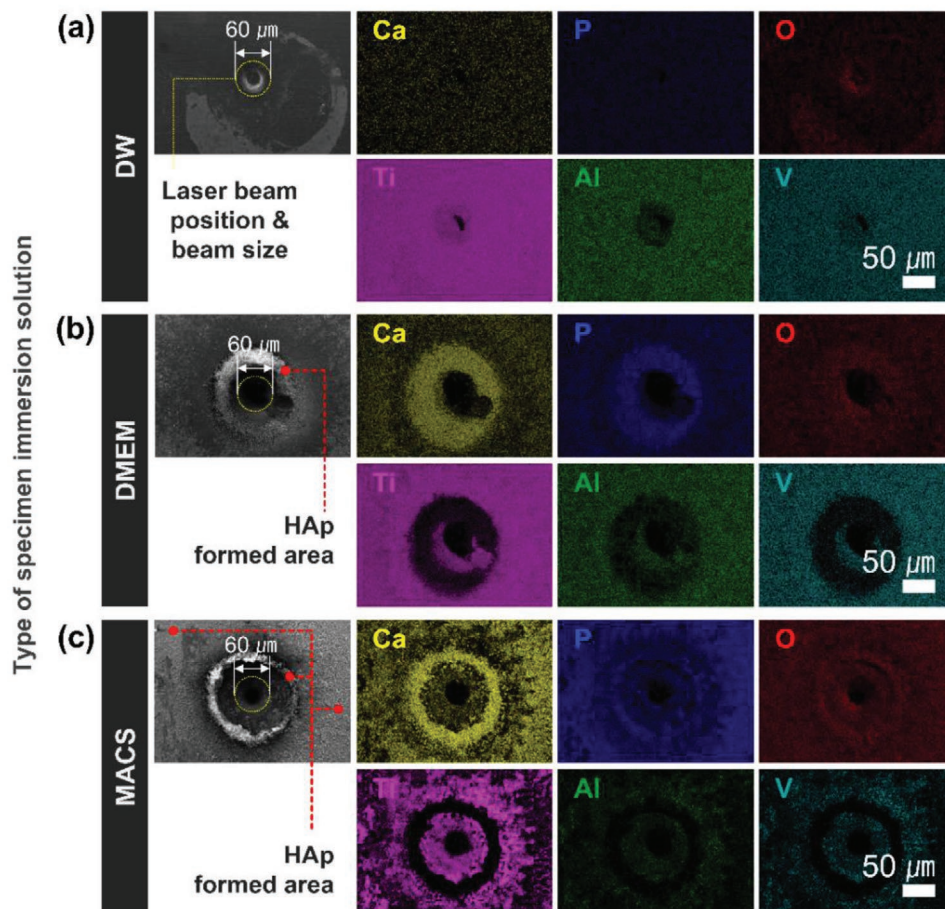 Type of specimen immersion solution
(a)
DW
60 ㎛
Laser beam
position &
beam size
Ca
P
O
Ti
Al
V
50 ㎛
(b)
DMEM
60 ㎛
HAp
formed area
Ca
P
O
Ti
Al
V
50 ㎛
(c)
MACS
60 ㎛
HAp
formed area
Ca
P
O
Ti
Al
V
50 ㎛